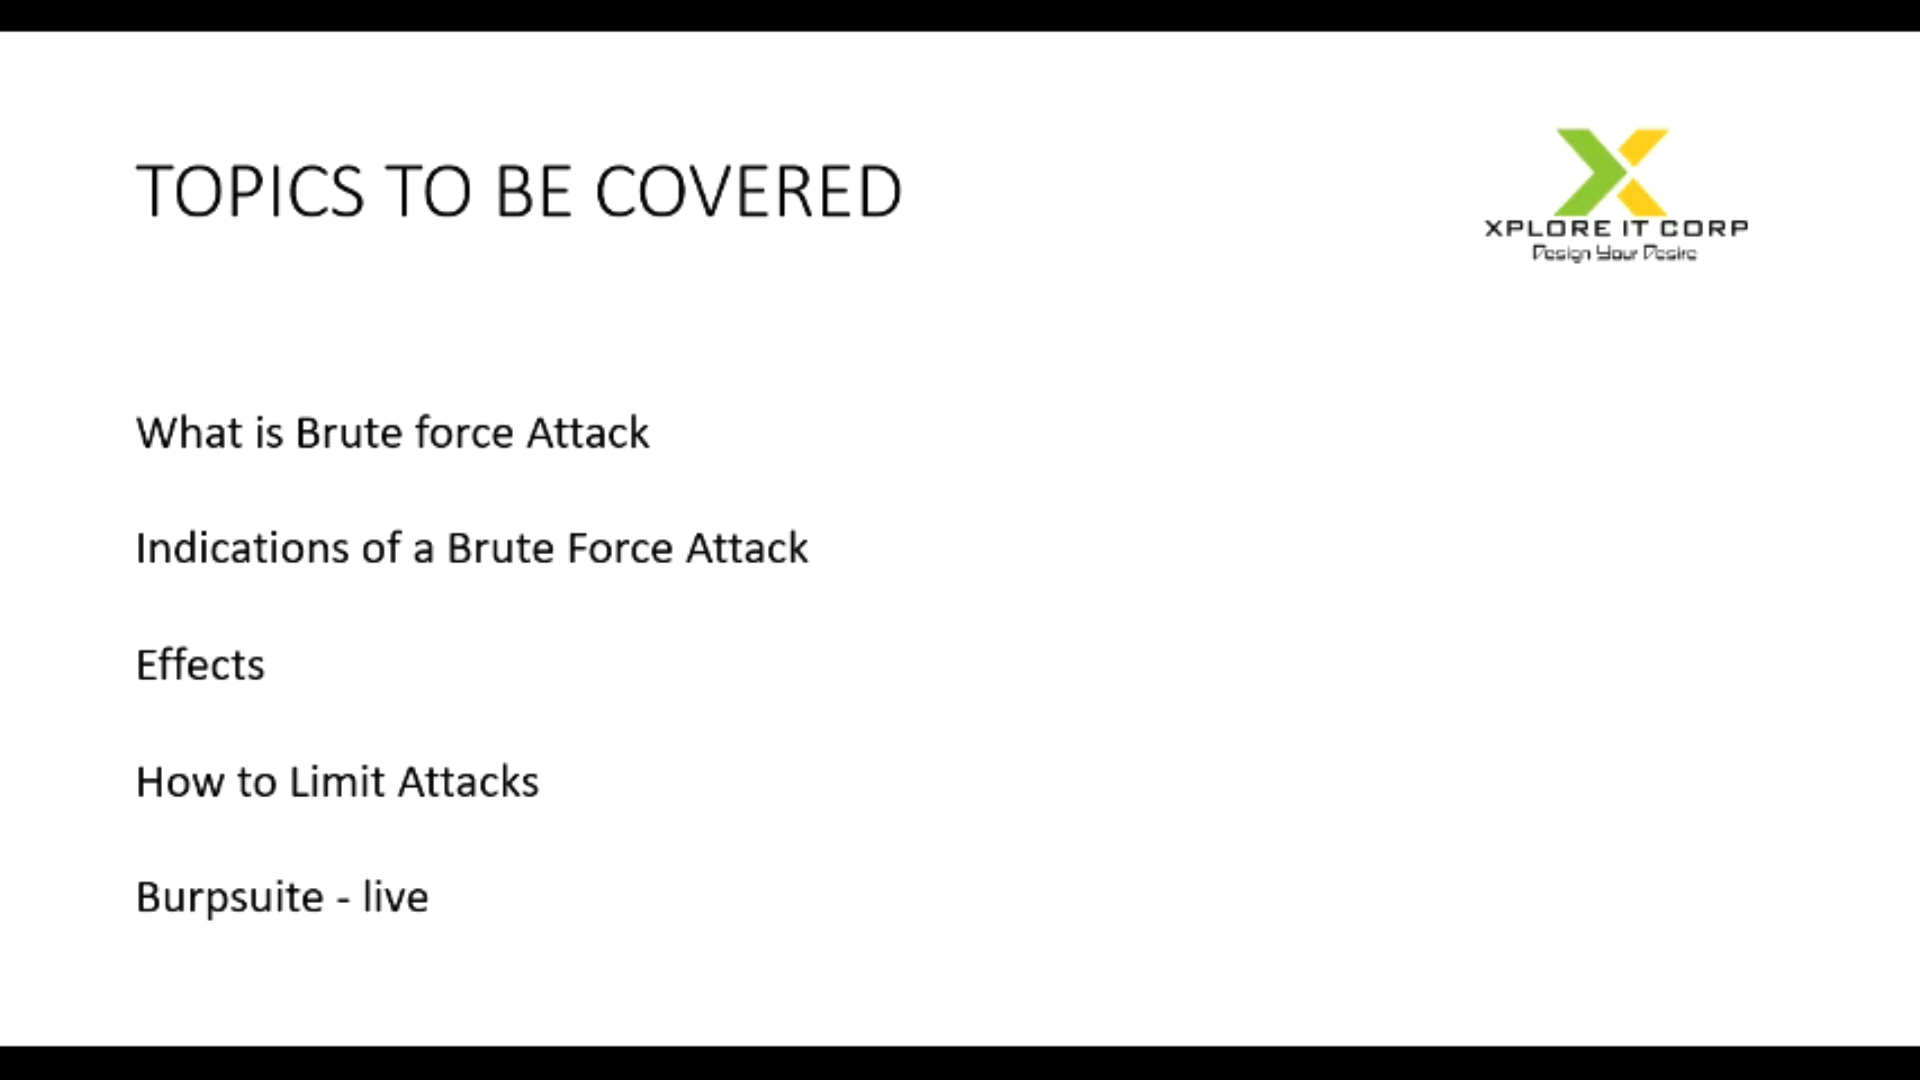 TOPICS TO BE COVERED
XPLORE IT CORP
Design Your Desire
What is Brute force Attack
Indications of a Brute Force Attack
Effects
How to Limit Attacks
Burpsuite - live